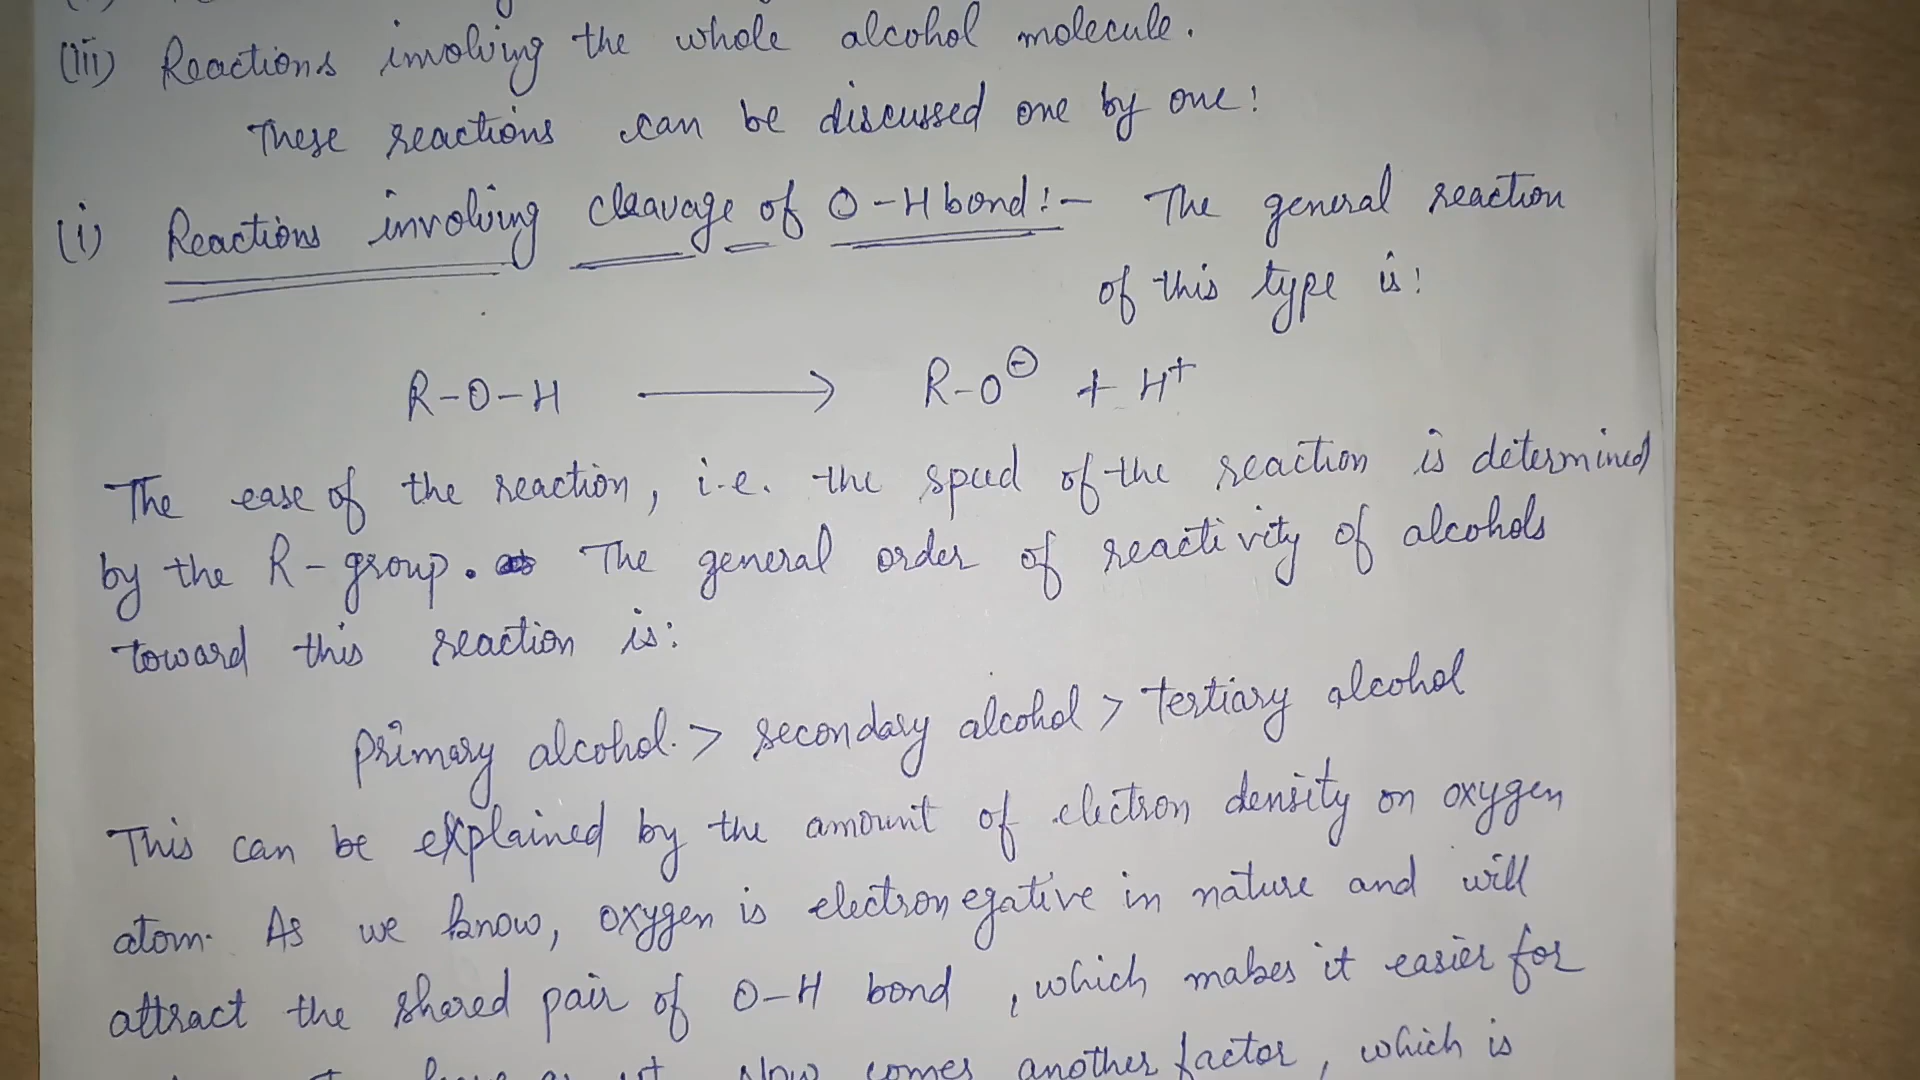 (iii) Reactions involving the whole alcohol molecule.
These reactions can be discussed one by one:
(i) Reactions involving cleavage of O-H bond:- The general reaction
of this type is:
R-O-H ⟶ R-O⊖ + H+
The ease of the reaction, i.e. the speed of the reaction is determined
by the R-group. The general order of reactivity of alcohols
toward this reaction is:
primary alcohol. > secondary alcohol > tertiary alcohol
This can be explained by the amount of electron density on oxygen
atom. As we know, oxygen is electronegative in nature and will
attract the shared pair of O-H bond, which makes it easier for
Now comes another factor, which is